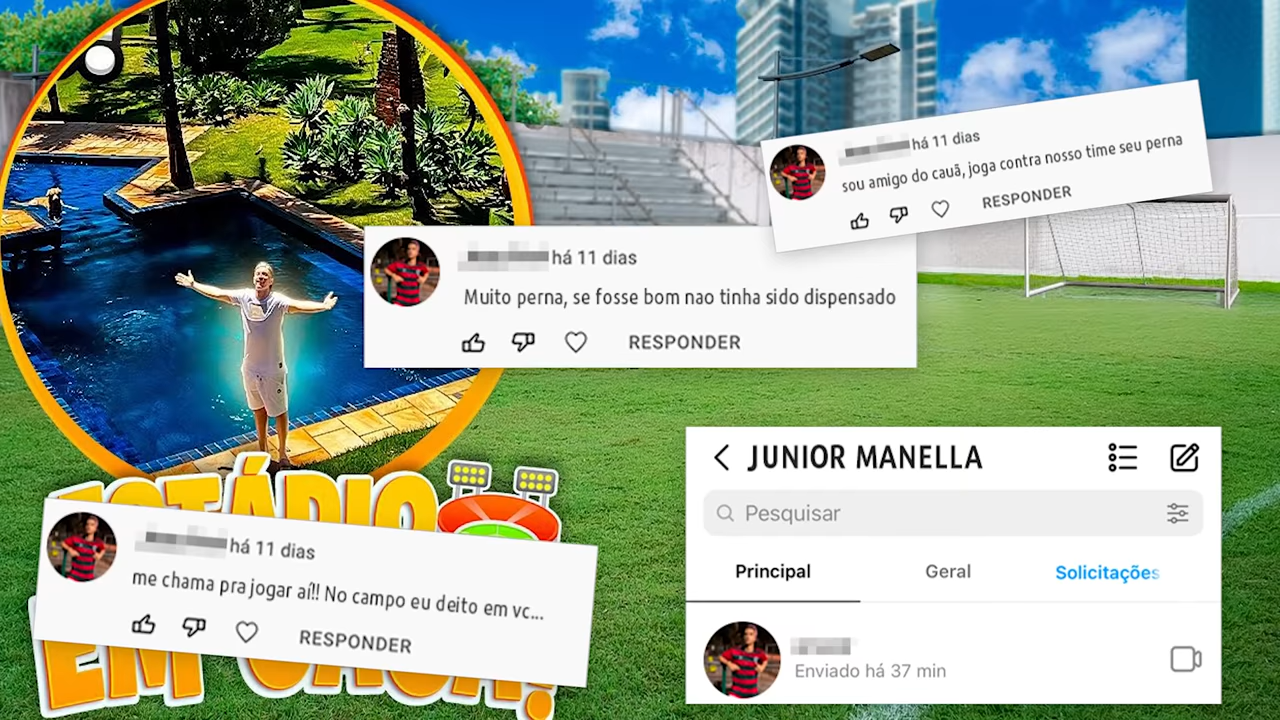 há 11 dias
sou amigo do cauã, joga contra nosso time seu perna
RESPONDER
há 11 dias
Muito perna, se fosse bom nao tinha sido dispensado
RESPONDER
JUNIOR MANELLA
Pesquisar
Principal Geral Solicitações
Enviado há 37 min
ESTÁDIO
há 11 dias
me chama pra jogar aí!! No campo eu deito em vc...
RESPONDER
EM CASA!